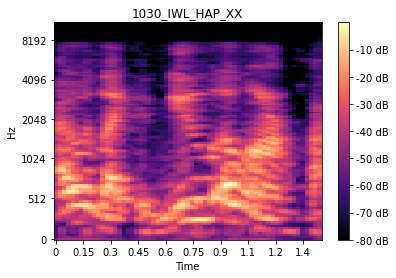 1030_IWL_HAP_XX
8192
4096
2048
1024
512
0
Hz
0 0.15 0.3 0.45 0.6 0.75 0.9 1.1 1.2 1.4
Time
-10 dB
-20 dB
-30 dB
-40 dB
-50 dB
-60 dB
-70 dB
-80 dB